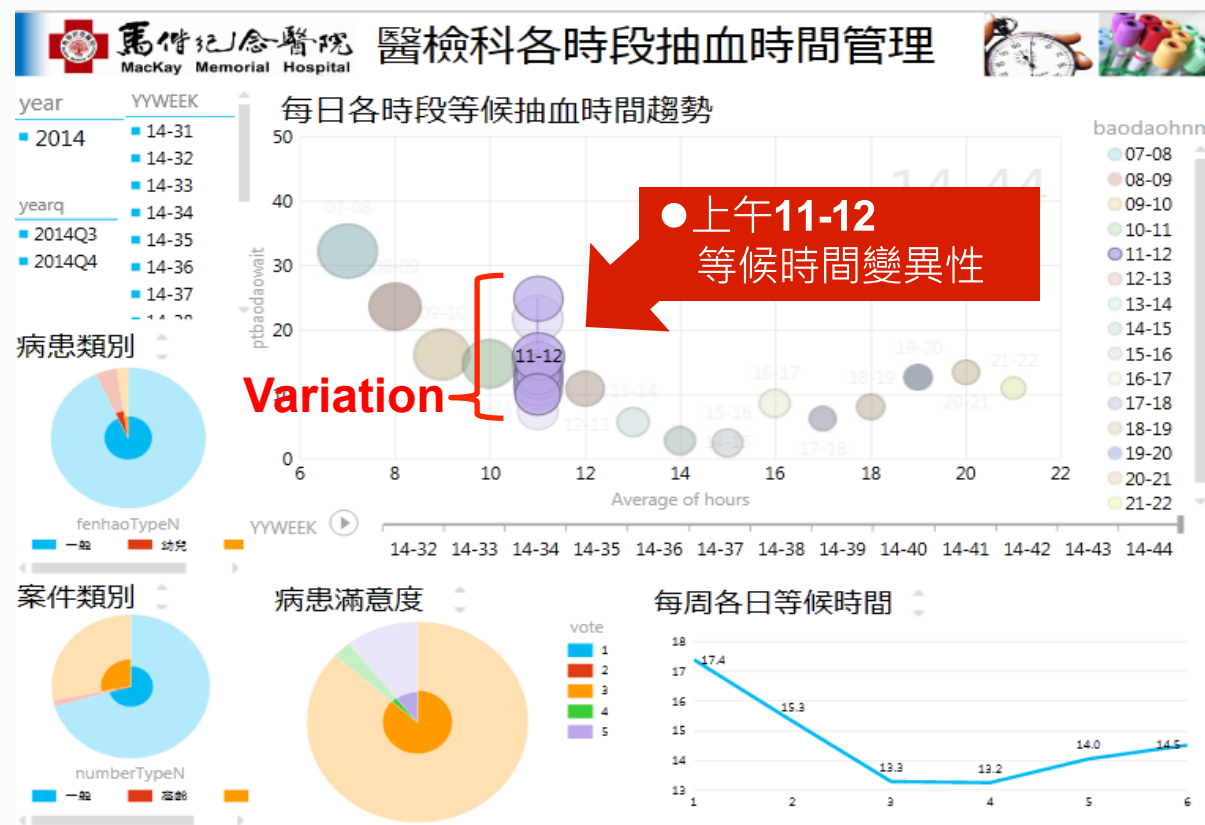 馬偕紀念醫院
MacKay Memorial Hospital
醫檢科各時段抽血時間管理
year
2014
yearq
2014Q3
2014Q4
YYWEEK
14-31
14-32
14-33
14-34
14-35
14-36
14-37
14-38
每日各時段等候抽血時間趨勢
ptbaodaowait
50
40
30
20
10
0
6
8
10
12
14
16
18
20
22
Average of hours
14-44
07-08
08-09
09-10
11-12
12-13
13-14
14-15
15-16
16-17
17-18
18-19
19-20
20-21
21-22
●上午11-12
等候時間變異性
Variation
baodaohnn
07-08
08-09
09-10
10-11
11-12
12-13
13-14
14-15
15-16
16-17
17-18
18-19
19-20
20-21
21-22
YYWEEK
14-32 14-33 14-34 14-35 14-36 14-37 14-38 14-39 14-40 14-41 14-42 14-43 14-44
病患類別
fenhaoTypeN
一般 幼兒
案件類別
numberTypeN
一般 高齡
病患滿意度
vote
1
2
3
4
5
每周各日等候時間
18
17
16
15
14
13
17.4
15.3
13.3
13.2
14.0
14.5
1
2
3
4
5
6